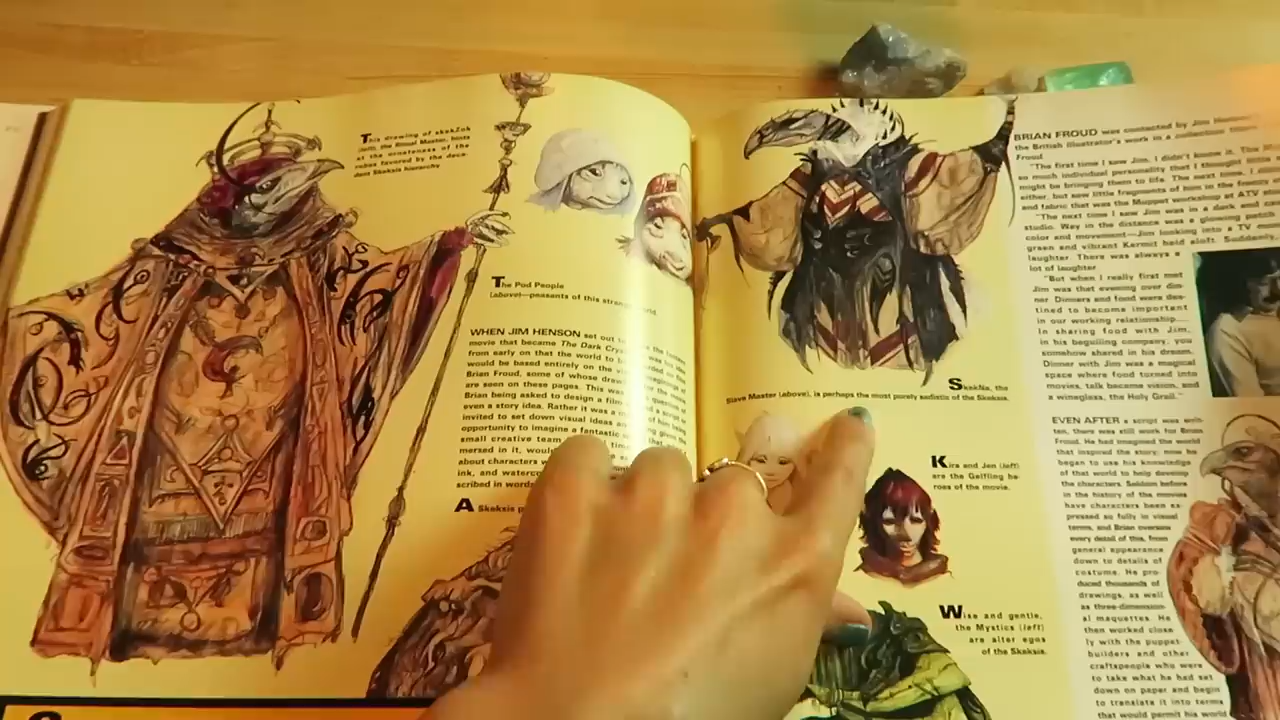 This drawing of skekZok
(left), the Ritual Master, hints
at the ornateness of the
robes favored by the deca-
dent Skeksis hierarchy
The Pod People
(above—peasants of this
WHEN JIM HENSON set out
movie that became The Dark
from early on that the world to
would be based entirely on the
Brian Froud, some of whose
are seen on these pages. This was
Brian being asked to design a film
even a story idea. Rather it was a
invited to set down visual ideas
opportunity to imagine a fantastic
small creative team
mersed in it,
about characters
ink, and
scribed in words
A Skeksis
SkekNa, the
Slave Master (above), is perhaps the most purely sadistic of the Skeksis.
Kira and Jen (left)
are the Gelfling he-
roes of the movie.
Wise and gentle,
the Mystics (left)
are alter egos
of the Skeksis.
BRIAN FROUD was contacted by Jim
the British illustrator's work in a collection
Froud
"The first time I saw Jim, I didn't know it. The
so much individual personality that I thought little
might be bringing them to life. The next time, I
either, but saw little fragments of him in the
and fabric that was the Muppet workshop at ATV
"The next time I saw Jim was in a dark and
studio. Way in the distance was a glowing patch
color and movement—Jim looking into a TV
green and vibrant Kermit held aloft. Suddenly,
laughter. There was always a
lot of laughter.
"But when I really first met
Jim was that evening over din-
ner. Dinners and food were des-
tined to become important
in our working relationship....
In sharing food with Jim,
in his beguiling company, you
somehow shared in his dream.
Dinner with Jim was a magical
space where food turned into
movies, talk became vision, and
a wineglass, the Holy Grail."
EVEN AFTER a script was writ-
ten, there was still work for Brian
Froud. He had imagined the world
that inspired the story; now he
began to use his knowledge
of that world to help develop
the characters. Seldom before
in the history of the movies
have characters been ex-
pressed so fully in visual
terms, and Brian oversaw
every detail of this, from
general appearance
down to details of
costume. He pro-
duced thousands of
drawings, as well
as three-dimension-
al maquettes. He
then worked close-
ly with the puppet-
builders and other
craftspeople who were
to take what he had set
down on paper and begin
to translate it into terms
that would permit his world